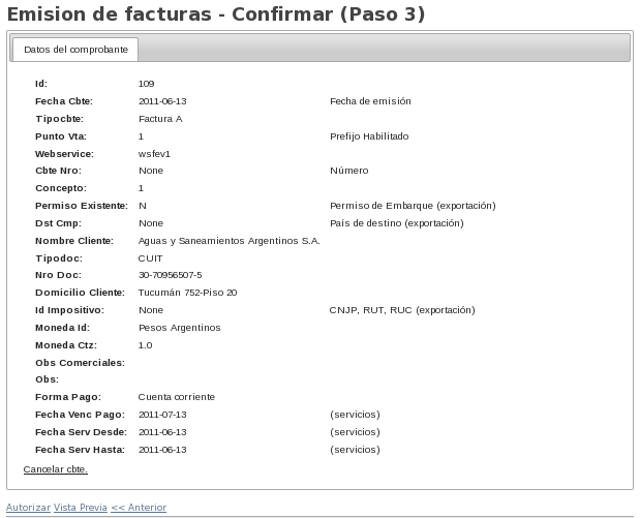 Emision de facturas - Confirmar (Paso 3)
Datos del comprobante
Id: 109
Fecha Cbte: 2011-06-13 Fecha de emisión
Tipocbte: Factura A
Punto Vta: 1 Prefijo Habilitado
Webservice: wsfev1
Cbte Nro: None Número
Concepto: 1
Permiso Existente: N Permiso de Embarque (exportación)
Dst Cmp: None País de destino (exportación)
Nombre Cliente: Aguas y Saneamientos Argentinos S.A.
Tipodoc: CUIT
Nro Doc: 30-70956507-5
Domicilio Cliente: Tucumán 752-Piso 20
Id Impositivo: None CNJP, RUT, RUC (exportación)
Moneda Id: Pesos Argentinos
Moneda Ctz: 1.0
Obs Comerciales:
Obs:
Forma Pago: Cuenta corriente
Fecha Venc Pago: 2011-07-13 (servicios)
Fecha Serv Desde: 2011-06-13 (servicios)
Fecha Serv Hasta: 2011-06-13 (servicios)
Cancelar cbte.
Autorizar Vista Previa << Anterior